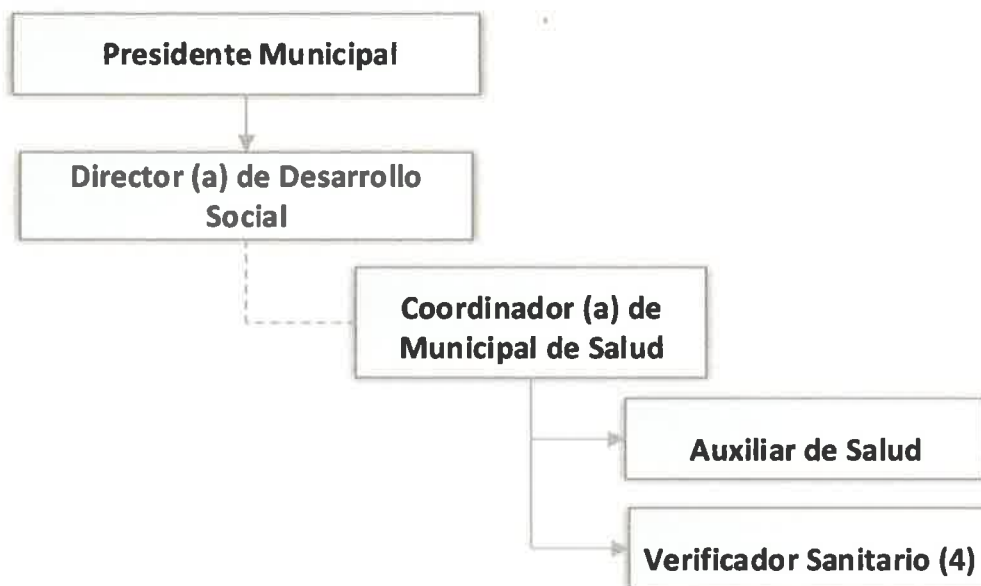 Presidente Municipal
Director (a) de Desarrollo
Social
Coordinador (a) de
Municipal de Salud
Auxiliar de Salud
Verificador Sanitario (4)